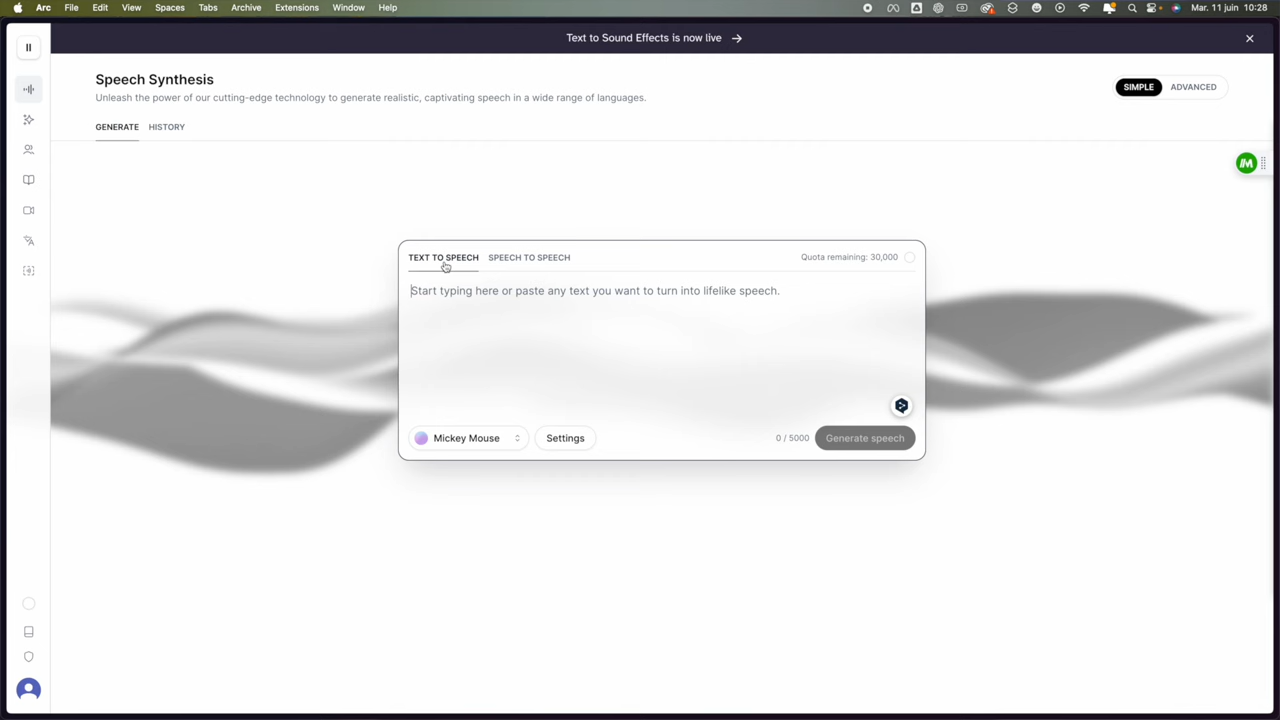 Arc File Edit View Spaces Tabs Archive Extensions Window Help Mar. 11 juin 10:28
Text to Sound Effects is now live →
Speech Synthesis
Unleash the power of our cutting-edge technology to generate realistic, captivating speech in a wide range of languages.
SIMPLE ADVANCED
GENERATE HISTORY
TEXT TO SPEECH SPEECH TO SPEECH Quota remaining: 30,000
Start typing here or paste any text you want to turn into lifelike speech.
Mickey Mouse Settings 0 / 5000 Generate speech